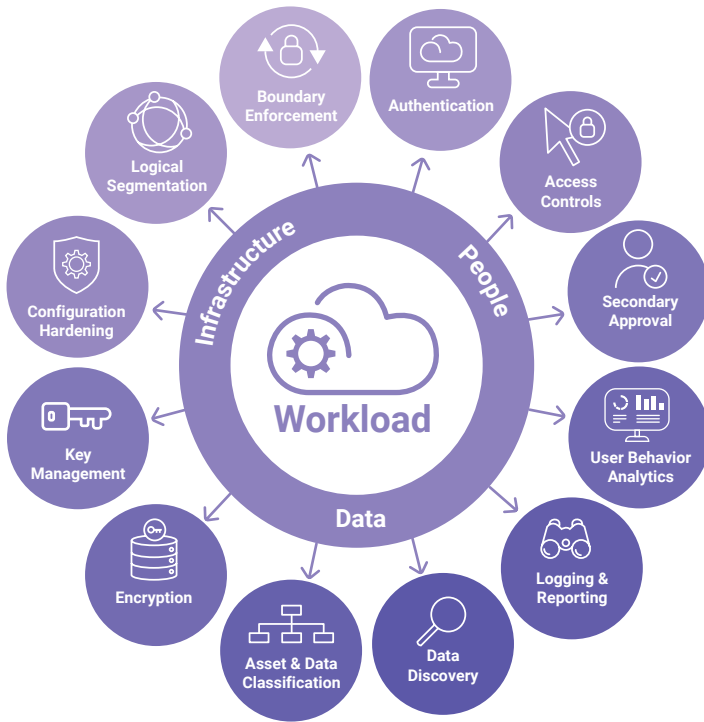 Boundary
Enforcement
Authentication
Access
Controls
Secondary
Approval
User Behavior
Analytics
Logging &
Reporting
Data
Discovery
Asset & Data
Classification
Encryption
Key
Management
Configuration
Hardening
Logical
Segmentation
Infrastructure
People
Data
Workload